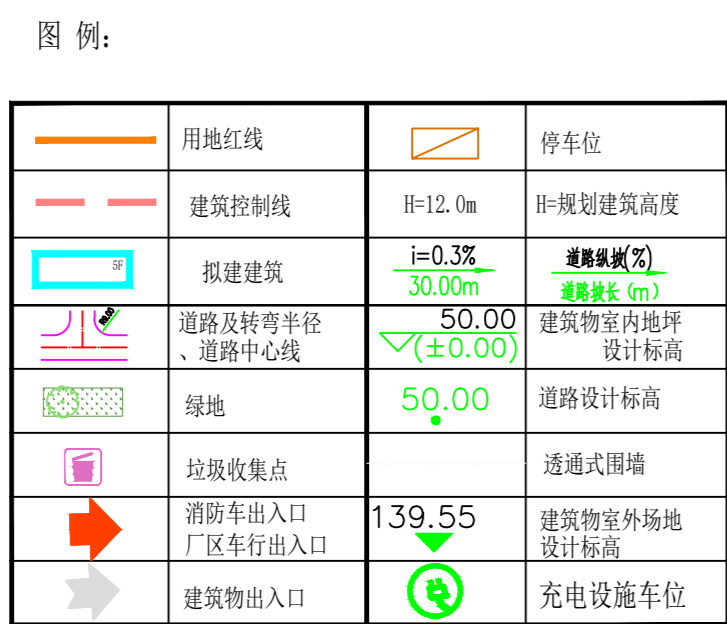 图 例:
用地红线
停车位
建筑控制线
H=12.0m
H=规划建筑高度
5F
拟建建筑
i=0.3%
30.00m
道路纵坡(%)
道路坡长（m）
R9.00
道路及转弯半径
、道路中心线
50.00
(±0.00)
建筑物室内地坪
设计标高
绿地
50.00
道路设计标高
垃圾收集点
透通式围墙
消防车出入口
厂区车行出入口
139.55
建筑物室外场地
设计标高
建筑物出入口
充电设施车位